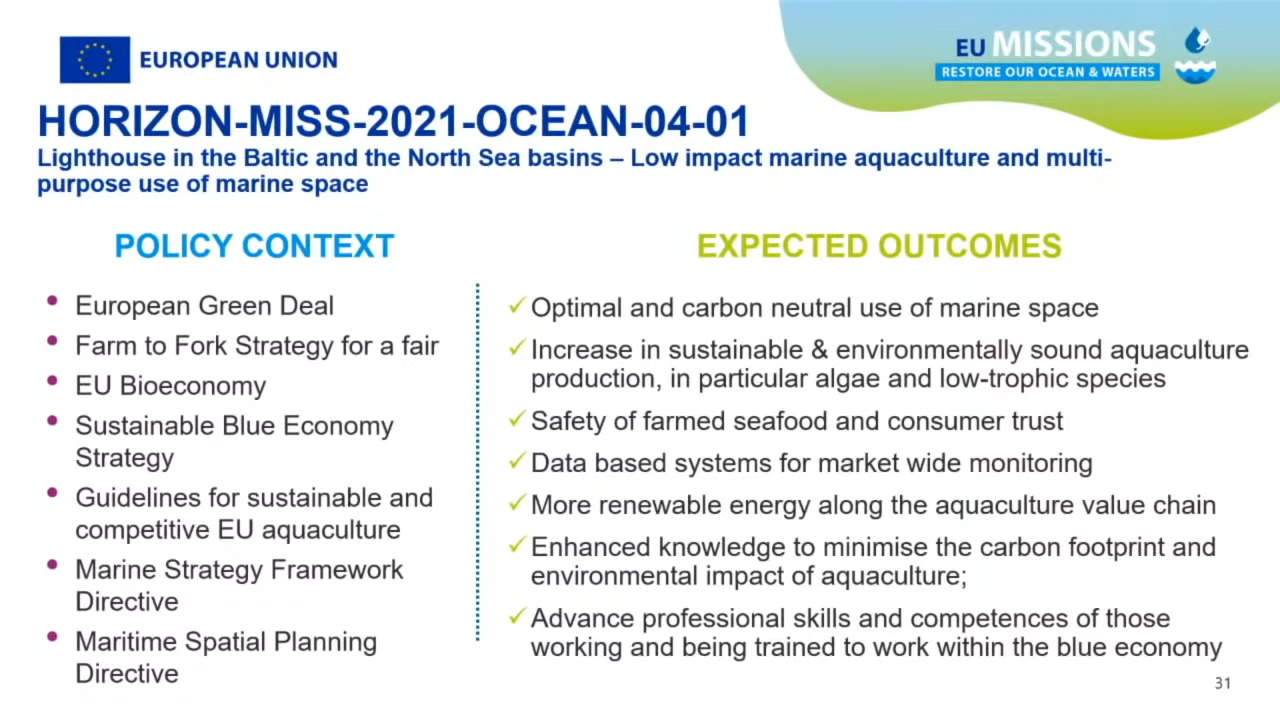 EUROPEAN UNION
EU MISSIONS
RESTORE OUR OCEAN & WATERS
HORIZON-MISS-2021-OCEAN-04-01
Lighthouse in the Baltic and the North Sea basins – Low impact marine aquaculture and multi-
purpose use of marine space
POLICY CONTEXT
• European Green Deal
• Farm to Fork Strategy for a fair
• EU Bioeconomy
• Sustainable Blue Economy
Strategy
• Guidelines for sustainable and
competitive EU aquaculture
• Marine Strategy Framework
Directive
• Maritime Spatial Planning
Directive
EXPECTED OUTCOMES
✓ Optimal and carbon neutral use of marine space
✓ Increase in sustainable & environmentally sound aquaculture
production, in particular algae and low-trophic species
✓ Safety of farmed seafood and consumer trust
✓ Data based systems for market wide monitoring
✓ More renewable energy along the aquaculture value chain
✓ Enhanced knowledge to minimise the carbon footprint and
environmental impact of aquaculture;
✓ Advance professional skills and competences of those
working and being trained to work within the blue economy
31